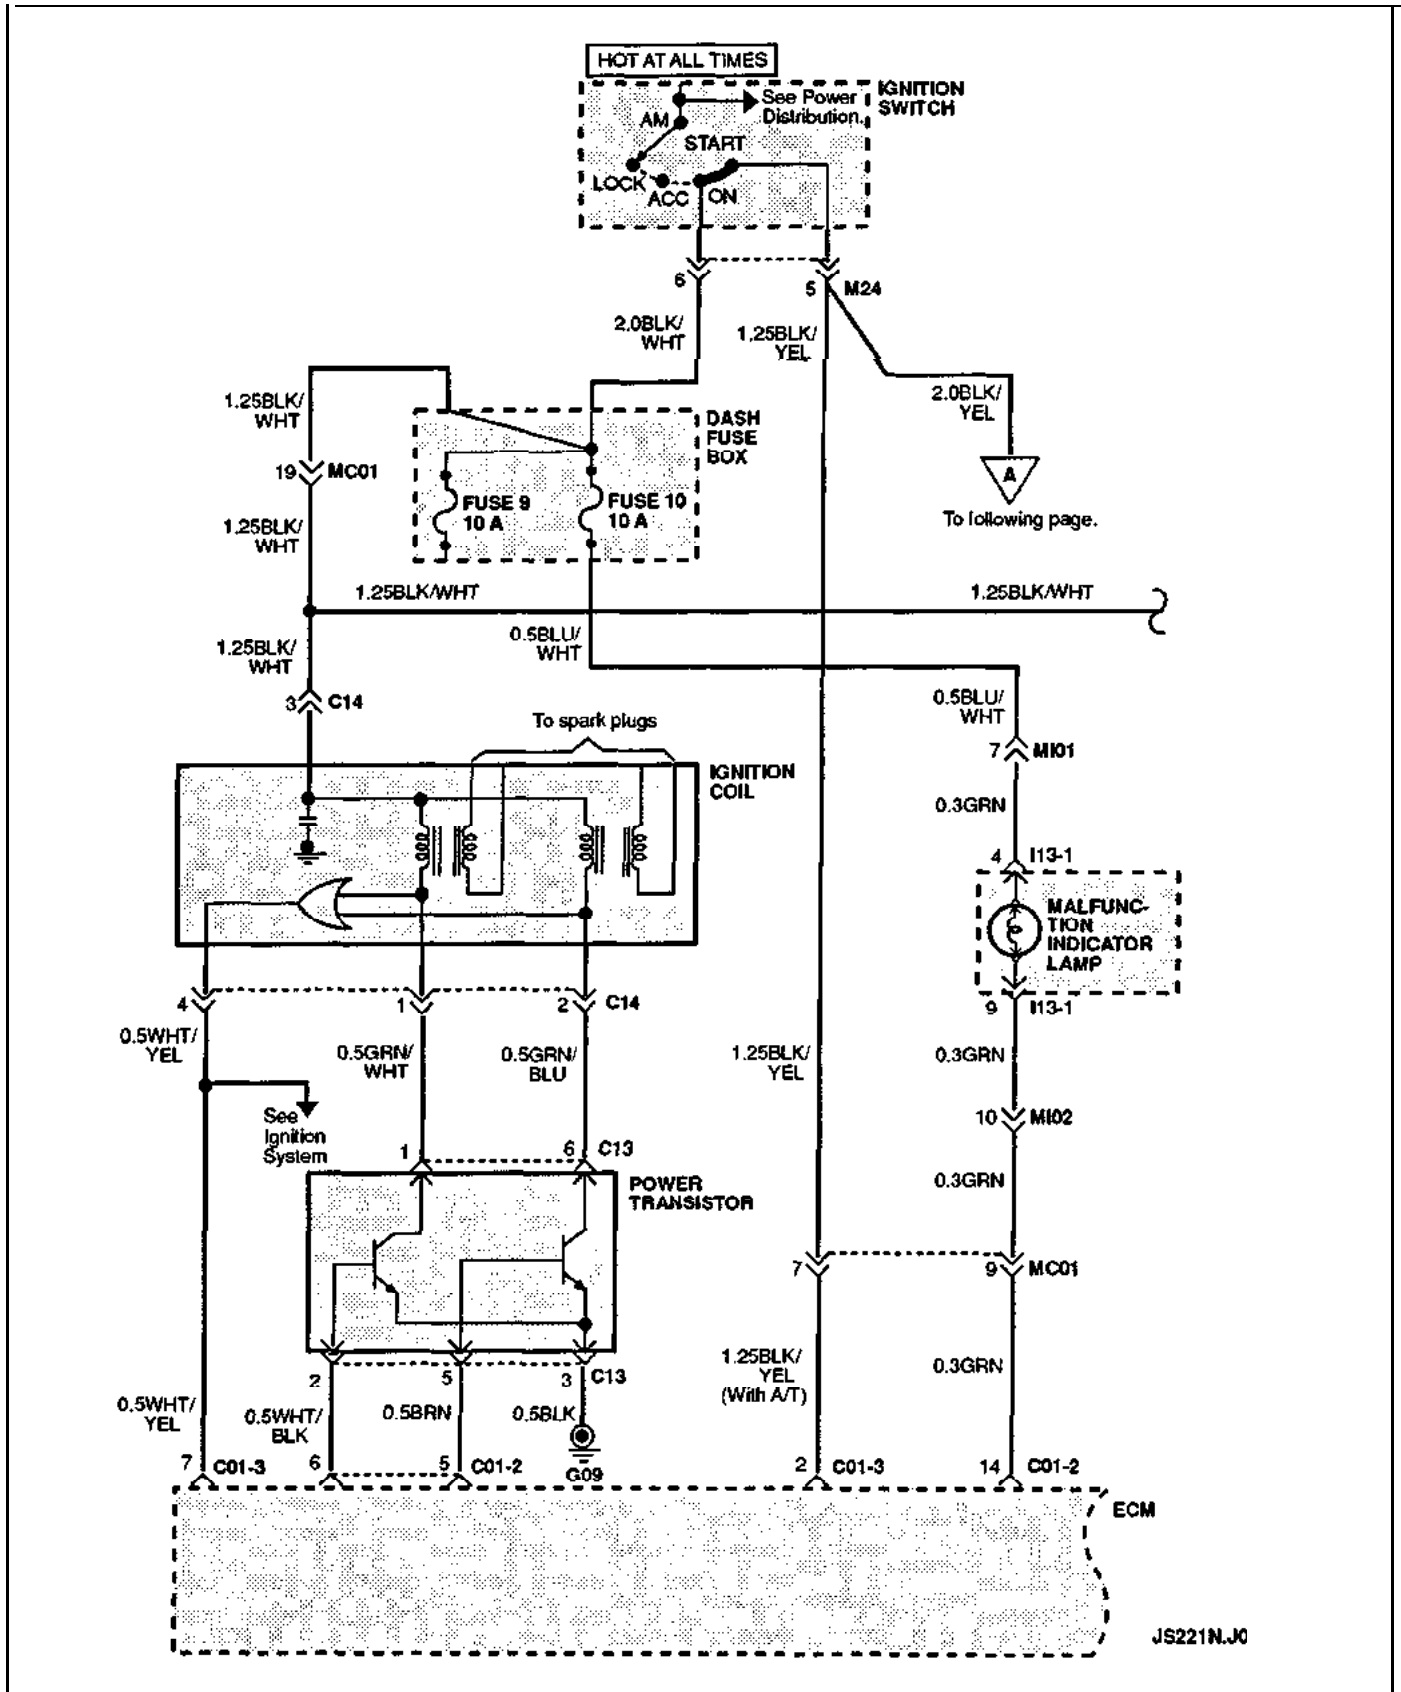 HOT AT ALL TIMES
IGNITION
SWITCH
See Power
Distribution.
AM
START
LOCK
ACC
ON
6
5
M24
2.0BLK/
WHT
1.25BLK/
YEL
2.0BLK/
YEL
A
To following page.
1.25BLK/
WHT
19
MC01
1.25BLK/
WHT
DASH
FUSE
BOX
FUSE 9
10 A
FUSE 10
10 A
1.25BLK/WHT
1.25BLK/WHT
0.5BLU/
WHT
1.25BLK/
WHT
3
C14
0.5BLU/
WHT
7
MI01
To spark plugs
IGNITION
COIL
0.3GRN
4
I13-1
MALFUNC-
TION
INDICATOR
LAMP
9
I13-1
4
1
2
C14
0.5WHT/
YEL
0.5GRN/
WHT
0.5GRN/
BLU
1.25BLK/
YEL
0.3GRN
See
Ignition
System
10
MI02
1
6
C13
POWER
TRANSISTOR
0.3GRN
7
9
MC01
2
5
3
C13
1.25BLK/
YEL
(With A/T)
0.3GRN
0.5WHT/
YEL
0.5WHT/
BLK
0.5BRN
0.5BLK
G09
7
C01-3
6
5
C01-2
2
C01-3
14
C01-2
ECM
JS221N.J0